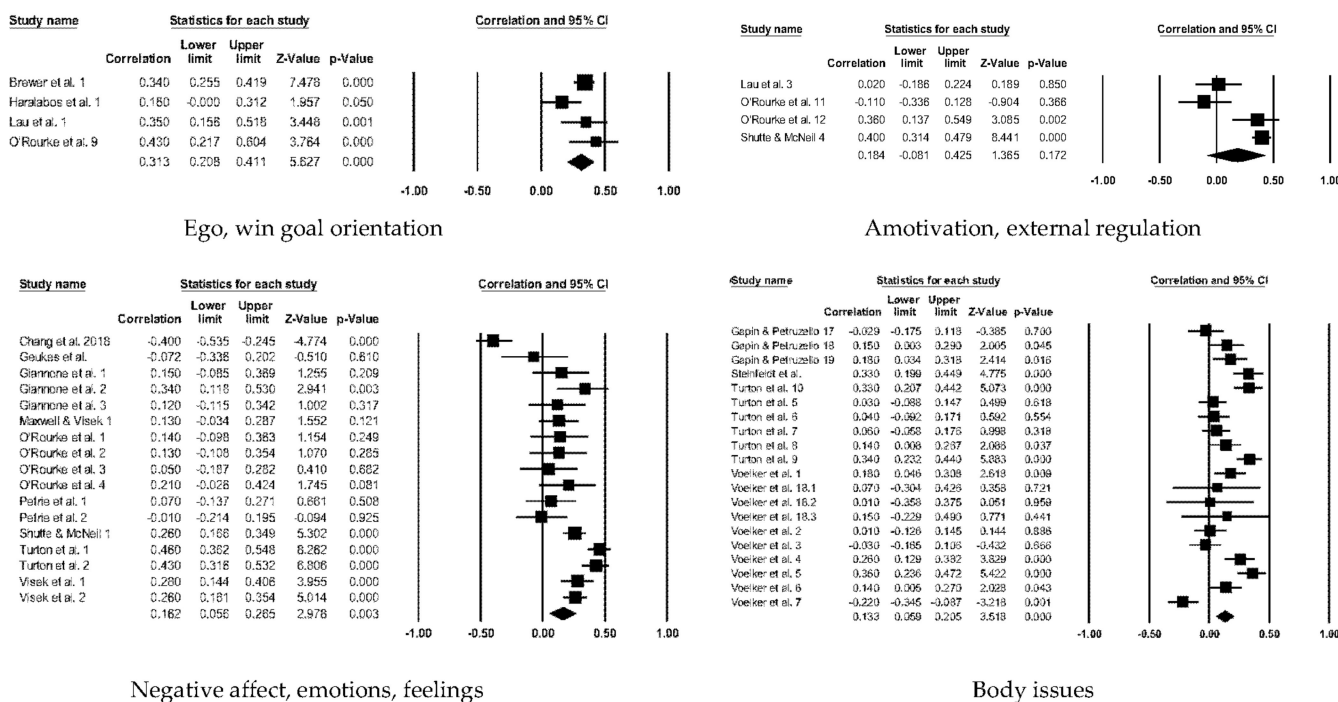 Study name Statistics for each study Correlation and 95% CI
Correlation Lower limit Upper limit Z-Value p-Value
Brewer et al. 1 0.340 0.255 0.419 7.478 0.000
Haralabos et al. 1 0.160 -0.000 0.312 1.957 0.050
Lau et al. 1 0.350 0.156 0.518 3.448 0.001
O'Rourke et al. 9 0.430 0.217 0.604 3.764 0.000
0.313 0.208 0.411 5.627 0.000
-1.00 -0.50 0.00 0.50 1.00
Ego, win goal orientation
Study name Statistics for each study Correlation and 95% CI
Correlation Lower limit Upper limit Z-Value p-Value
Lau et al. 3 0.020 -0.186 0.224 0.189 0.850
O'Rourke et al. 11 -0.110 -0.336 0.128 -0.904 0.366
O'Rourke et al. 12 0.360 0.137 0.549 3.085 0.002
Shutte & McNeil 4 0.400 0.314 0.479 8.441 0.000
0.184 -0.081 0.425 1.365 0.172
-1.00 -0.50 0.00 0.50 1.00
Amotivation, external regulation
Study name Statistics for each study Correlation and 95% CI
Correlation Lower limit Upper limit Z-Value p-Value
Chang et al. 2018 -0.400 -0.535 -0.245 -4.774 0.000
Geukes et al. -0.072 -0.336 0.202 -0.510 0.610
Giannone et al. 1 0.150 -0.085 0.369 1.255 0.209
Giannone et al. 2 0.340 0.118 0.530 2.941 0.003
Giannone et al. 3 0.120 -0.115 0.342 1.002 0.317
Maxwell & Visek 1 0.130 -0.034 0.287 1.552 0.121
O'Rourke et al. 1 0.140 -0.098 0.363 1.154 0.249
O'Rourke et al. 2 0.130 -0.108 0.354 1.070 0.285
O'Rourke et al. 3 0.050 -0.187 0.282 0.410 0.682
O'Rourke et al. 4 0.210 -0.026 0.424 1.745 0.081
Petrie et al. 1 0.070 -0.137 0.271 0.661 0.508
Petrie et al. 2 -0.010 -0.214 0.195 -0.094 0.925
Shutte & McNeil 1 0.260 0.166 0.349 5.302 0.000
Turton et al. 1 0.460 0.362 0.548 8.262 0.000
Turton et al. 2 0.430 0.316 0.532 6.806 0.000
Visek et al. 1 0.280 0.144 0.406 3.955 0.000
Visek et al. 2 0.260 0.161 0.354 5.014 0.000
0.162 0.056 0.265 2.978 0.003
-1.00 -0.50 0.00 0.50 1.00
Negative affect, emotions, feelings
Study name Statistics for each study Correlation and 95% CI
Correlation Lower limit Upper limit Z-Value p-Value
Gapin & Petruzello 17 -0.029 -0.175 0.118 -0.385 0.700
Gapin & Petruzello 18 0.150 0.003 0.290 2.005 0.045
Gapin & Petruzello 19 0.180 0.034 0.318 2.414 0.016
Steinfeldt et al. 0.330 0.199 0.449 4.775 0.000
Turton et al. 10 0.330 0.207 0.442 5.073 0.000
Turton et al. 5 0.030 -0.088 0.147 0.499 0.618
Turton et al. 6 0.040 -0.092 0.171 0.592 0.554
Turton et al. 7 0.060 -0.058 0.176 0.998 0.318
Turton et al. 8 0.140 0.008 0.267 2.086 0.037
Turton et al. 9 0.340 0.232 0.440 5.883 0.000
Voelker et al. 1 0.180 0.046 0.308 2.618 0.009
Voelker et al. 18.1 0.070 -0.304 0.426 0.358 0.721
Voelker et al. 18.2 0.010 -0.358 0.375 0.051 0.959
Voelker et al. 18.3 0.150 -0.229 0.490 0.771 0.441
Voelker et al. 2 0.010 -0.126 0.145 0.144 0.886
Voelker et al. 3 -0.030 -0.165 0.106 -0.432 0.666
Voelker et al. 4 0.260 0.129 0.382 3.829 0.000
Voelker et al. 5 0.360 0.236 0.472 5.422 0.000
Voelker et al. 6 0.140 0.005 0.270 2.028 0.043
Voelker et al. 7 -0.220 -0.345 -0.087 -3.218 0.001
0.133 0.059 0.205 3.518 0.000
-1.00 -0.50 0.00 0.50 1.00
Body issues